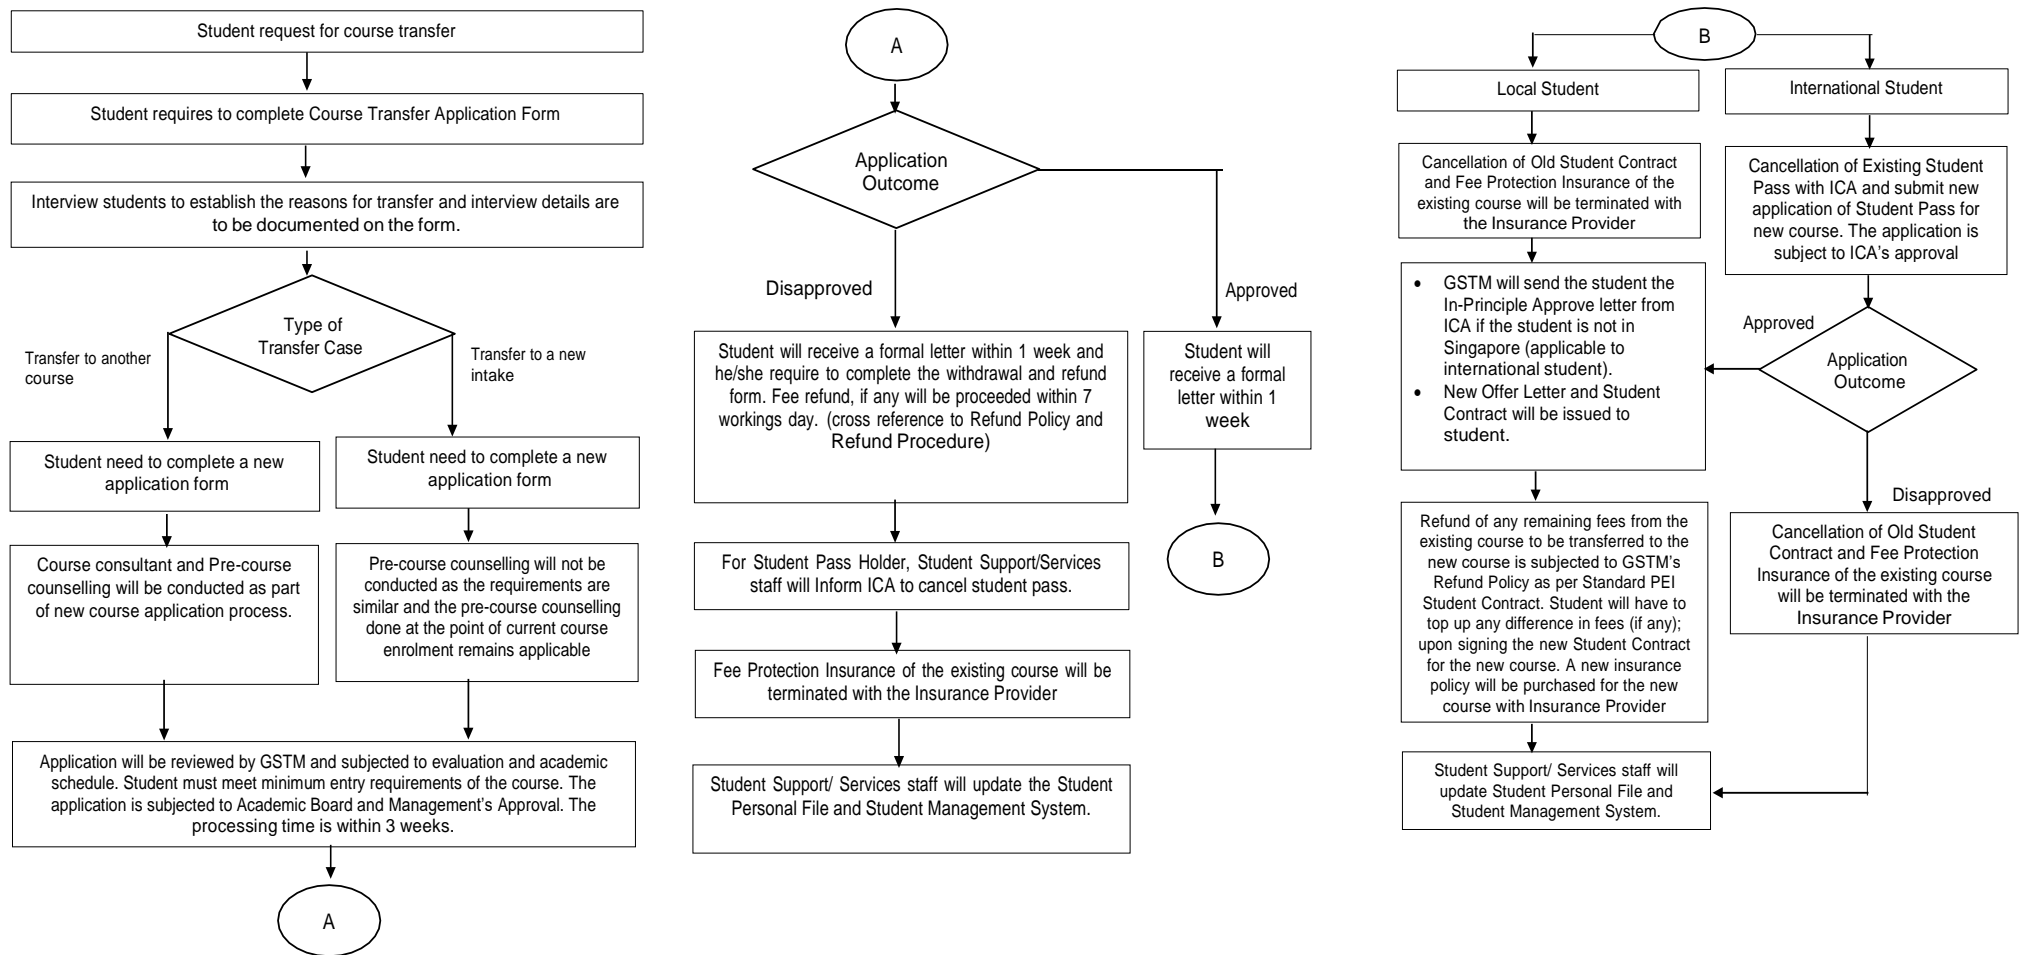 Student request for course transfer
Student requires to complete Course Transfer Application Form
Interview students to establish the reasons for transfer and interview details are
to be documented on the form.
Type of
Transfer Case
Transfer to another
course
Transfer to a new
intake
Student need to complete a new
application form
Student need to complete a new
application form
Course consultant and Pre-course
counselling will be conducted as part
of new course application process.
Pre-course counselling will not be
conducted as the requirements are
similar and the pre-course counselling
done at the point of current course
enrolment remains applicable
Application will be reviewed by GSTM and subjected to evaluation and academic
schedule. Student must meet minimum entry requirements of the course. The
application is subjected to Academic Board and Management's Approval. The
processing time is within 3 weeks.
A
A
Application
Outcome
Disapproved
Approved
Student will receive a formal letter within 1 week and
he/she require to complete the withdrawal and refund
form. Fee refund, if any will be proceeded within 7
workings day. (cross reference to Refund Policy and
Refund Procedure)
Student will
receive a formal
letter within 1
week
B
For Student Pass Holder, Student Support/Services
staff will Inform ICA to cancel student pass.
Fee Protection Insurance of the existing course will be
terminated with the Insurance Provider
Student Support/ Services staff will update the Student
Personal File and Student Management System.
B
Local Student
International Student
Cancellation of Old Student Contract
and Fee Protection Insurance of the
existing course will be terminated with
the Insurance Provider
Cancellation of Existing Student
Pass with ICA and submit new
application of Student Pass for
new course. The application is
subject to ICA's approval
• GSTM will send the student the
In-Principle Approve letter from
ICA if the student is not in
Singapore (applicable to
international student).
• New Offer Letter and Student
Contract will be issued to
student.
Approved
Application
Outcome
Disapproved
Refund of any remaining fees from the
existing course to be transferred to the
new course is subjected to GSTM's
Refund Policy as per Standard PEI
Student Contract. Student will have to
top up any difference in fees (if any);
upon signing the new Student Contract
for the new course. A new insurance
policy will be purchased for the new
course with Insurance Provider
Cancellation of Old Student
Contract and Fee Protection
Insurance of the existing course
will be terminated with the
Insurance Provider
Student Support/ Services staff will
update Student Personal File and
Student Management System.